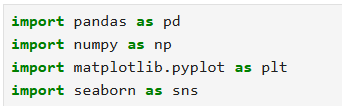 import pandas as pd
import numpy as np
import matplotlib.pyplot as plt
import seaborn as sns